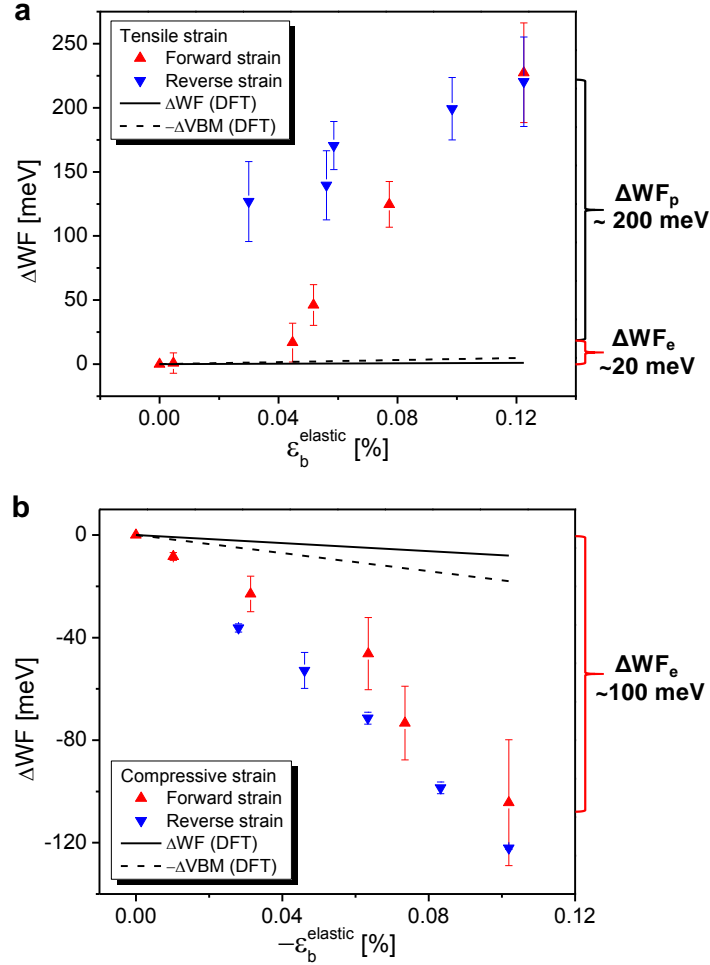 a
Tensile strain
Forward strain
Reverse strain
ΔWF (DFT)
−ΔVBM (DFT)
250
200
150
100
50
0
ΔWF [meV]
0.00
0.04
0.08
0.12
ε_b^elastic [%]
ΔWF_p
~ 200 meV
ΔWF_e
~20 meV
b
0
-40
-80
-120
ΔWF [meV]
Compressive strain
Forward strain
Reverse strain
ΔWF (DFT)
−ΔVBM (DFT)
0.00
0.04
0.08
0.12
−ε_b^elastic [%]
ΔWF_e
~100 meV